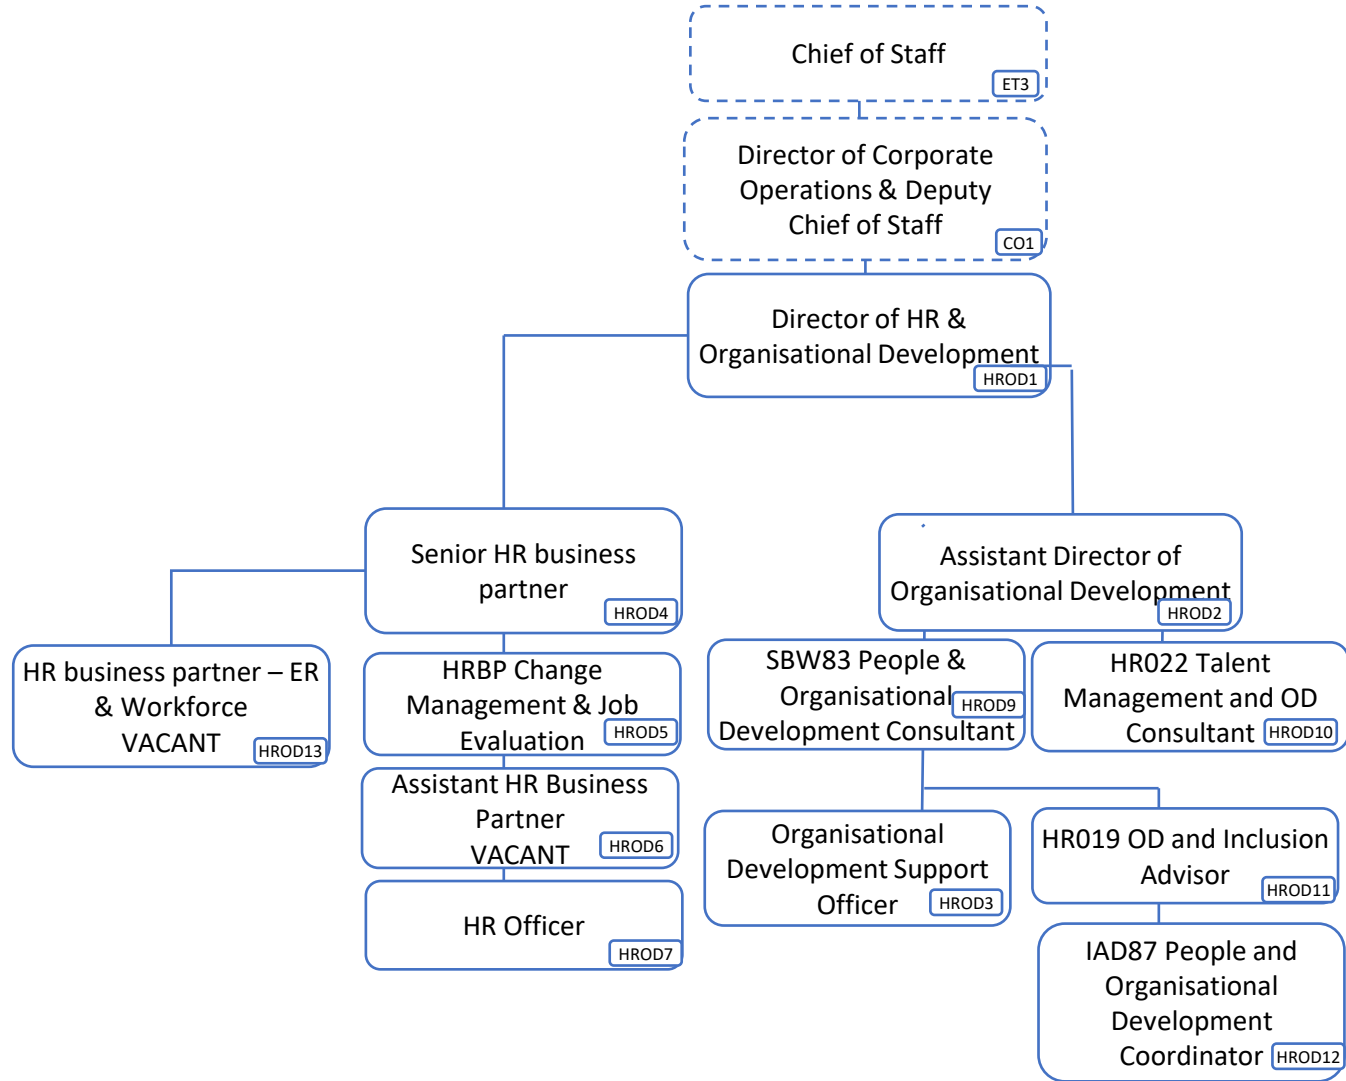 Chief of Staff
ET3
Director of Corporate
Operations & Deputy
Chief of Staff
CO1
Director of HR &
Organisational Development
HROD1
Senior HR business
partner
HROD4
Assistant Director of
Organisational Development
HROD2
HR business partner – ER
& Workforce
VACANT
HROD13
HRBP Change
Management & Job
Evaluation
HROD5
SBW83 People &
Organisational
Development Consultant
HROD9
HR022 Talent
Management and OD
Consultant
HROD10
Assistant HR Business
Partner
VACANT
HROD6
Organisational
Development Support
Officer
HROD3
HR019 OD and Inclusion
Advisor
HROD11
HR Officer
HROD7
IAD87 People and
Organisational
Development
Coordinator
HROD12